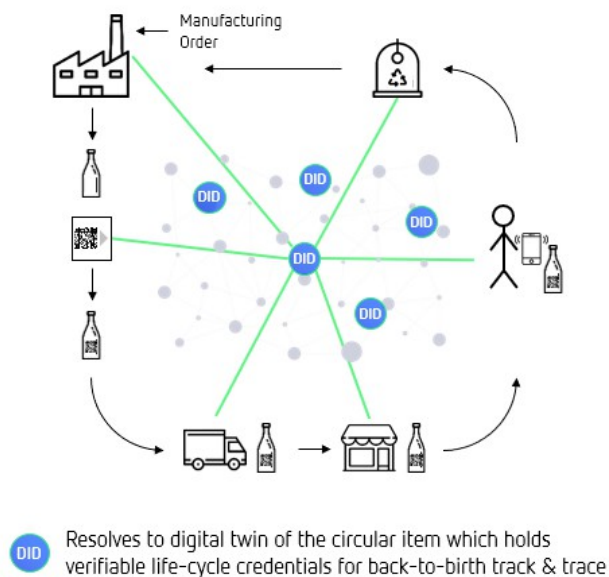 Manufacturing
Order
DID
DID
DID
DID
DID
DID
Resolves to digital twin of the circular item which holds
verifiable life-cycle credentials for back-to-birth track & trace